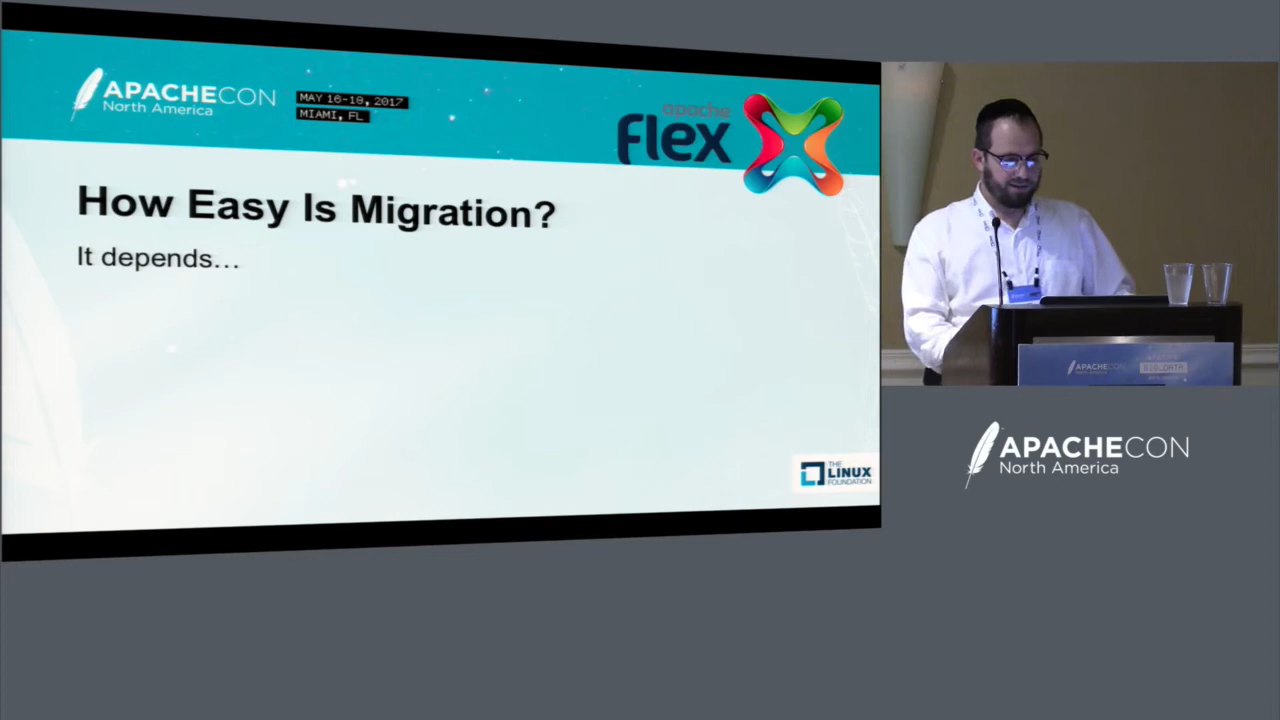 APACHECON
North America
MAY 16-18, 2017
MIAMI, FL
apache
flex
How Easy Is Migration?
It depends...
THE
LINUX
FOUNDATION
APACHECON
APACHECON
North America